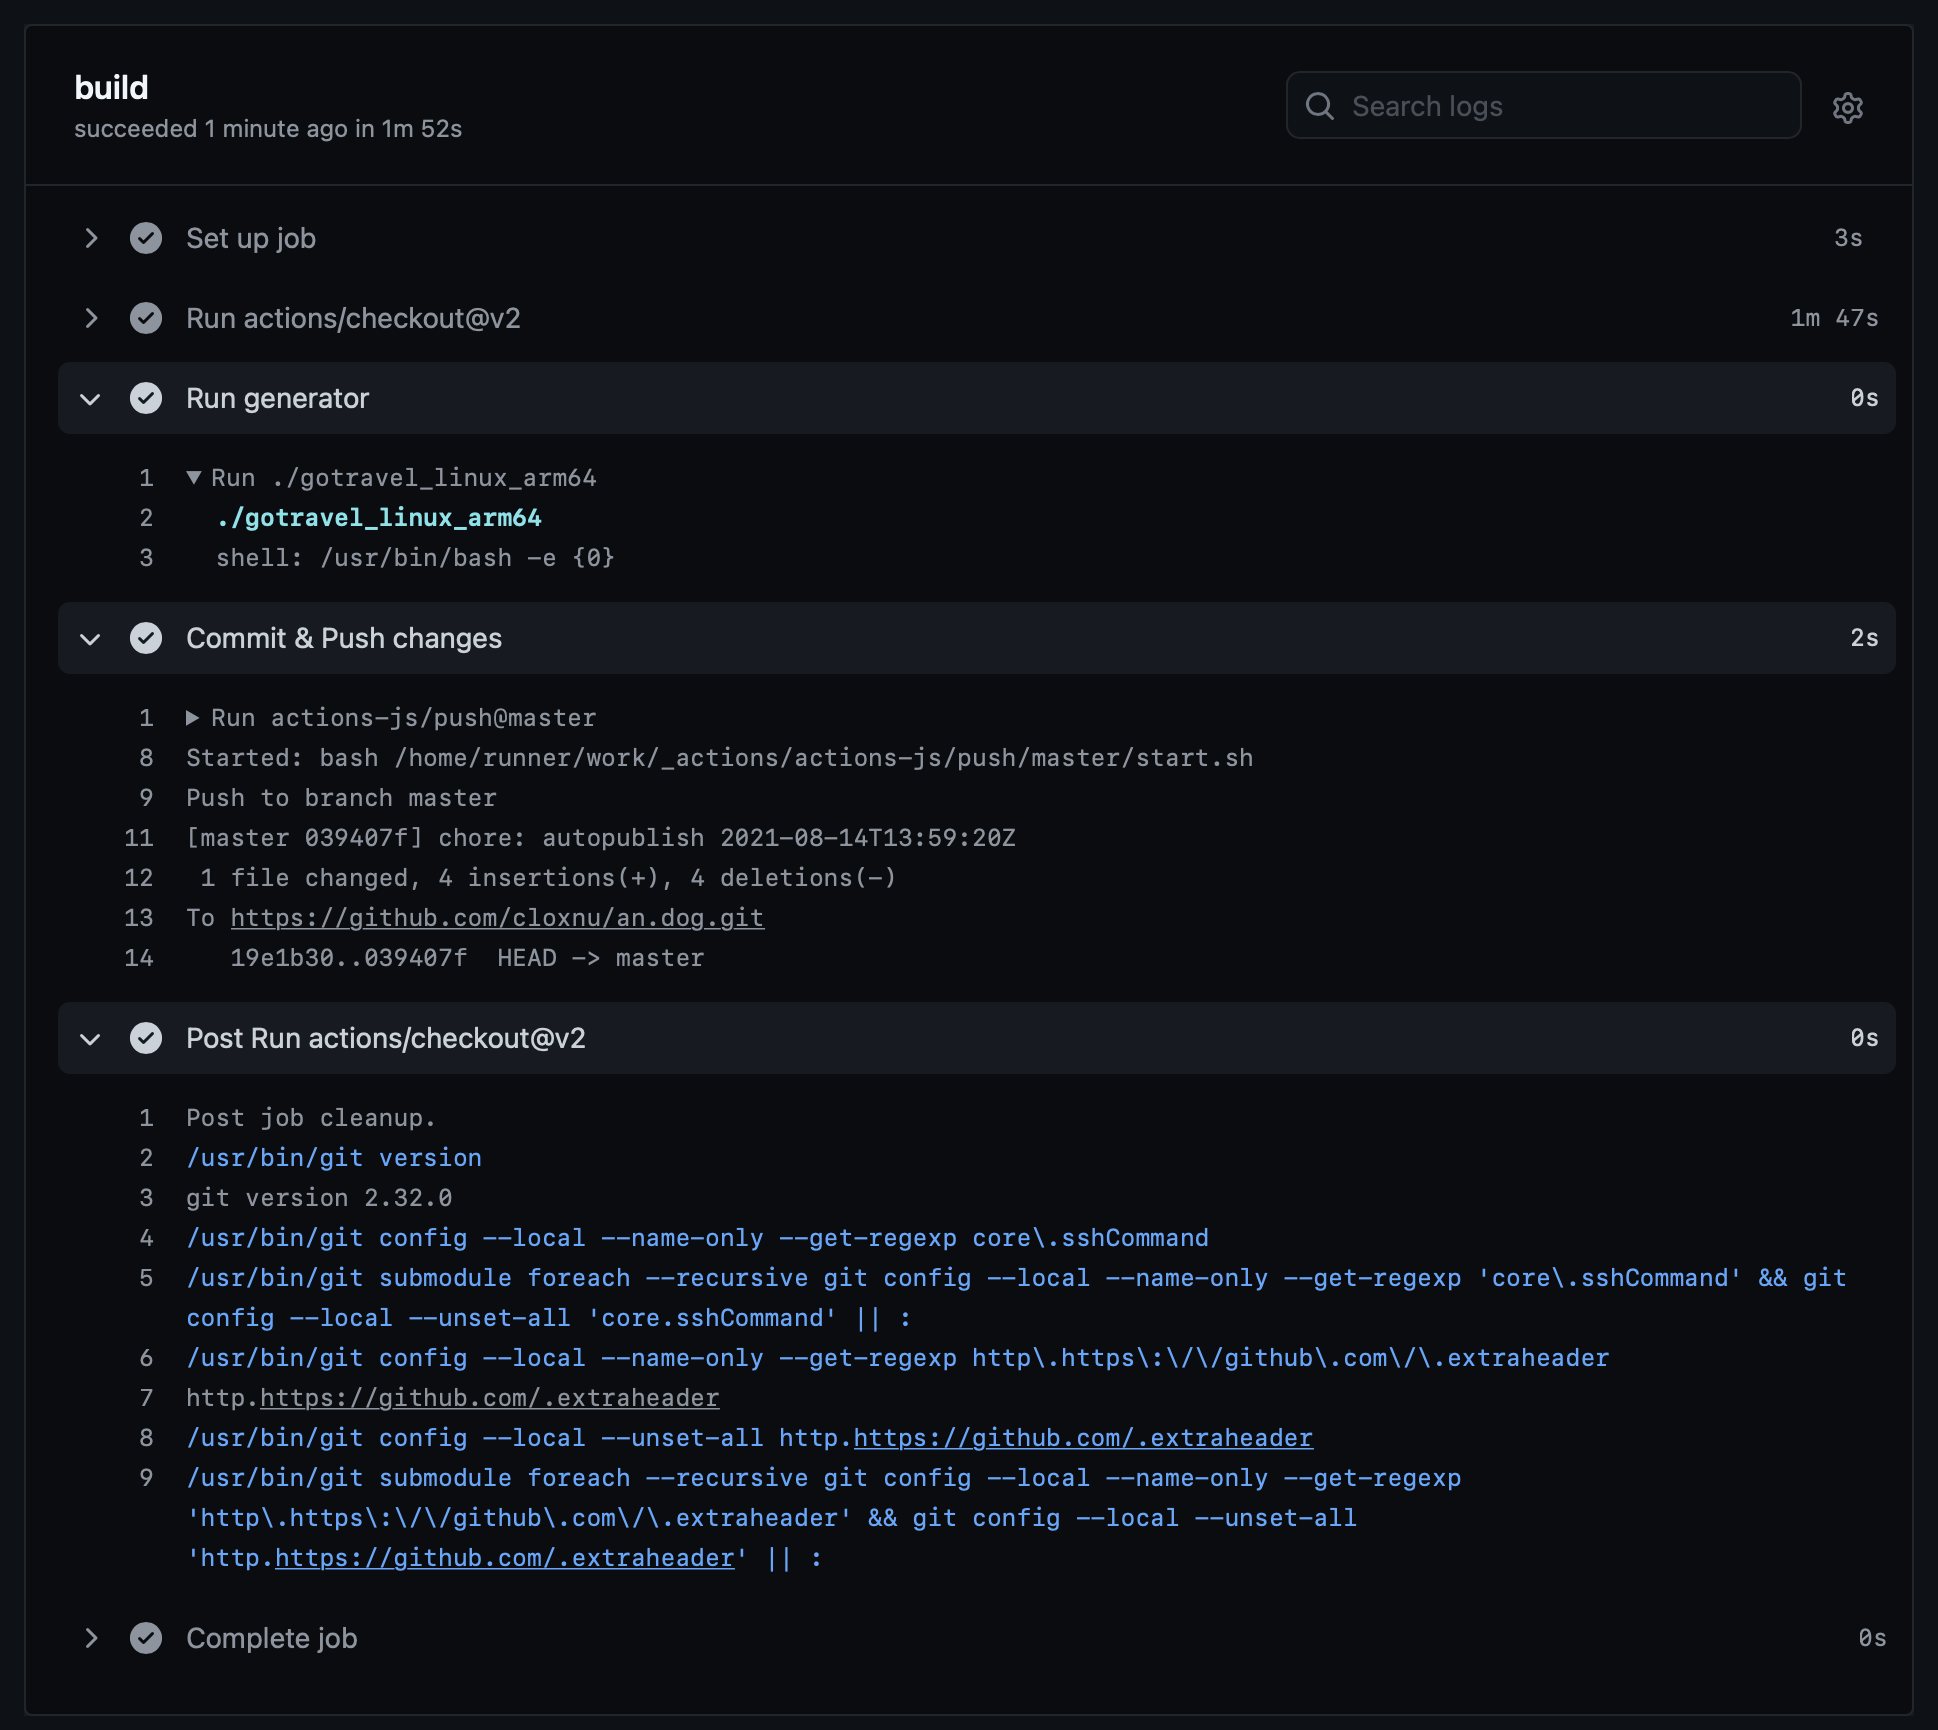 build
succeeded 1 minute ago in 1m 52s
Search logs
Set up job 3s
Run actions/checkout@v2 1m 47s
Run generator 0s
1 ▼ Run ./gotravel_linux_arm64
2 ./gotravel_linux_arm64
3 shell: /usr/bin/bash -e {0}
Commit & Push changes 2s
1 ▶ Run actions-js/push@master
8 Started: bash /home/runner/work/_actions/actions-js/push/master/start.sh
9 Push to branch master
11 [master 039407f] chore: autopublish 2021-08-14T13:59:20Z
12 1 file changed, 4 insertions(+), 4 deletions(-)
13 To https://github.com/cloxnu/an.dog.git
14 19e1b30..039407f HEAD -> master
Post Run actions/checkout@v2 0s
1 Post job cleanup.
2 /usr/bin/git version
3 git version 2.32.0
4 /usr/bin/git config --local --name-only --get-regexp core\.sshCommand
5 /usr/bin/git submodule foreach --recursive git config --local --name-only --get-regexp 'core\.sshCommand' && git
config --local --unset-all 'core.sshCommand' || :
6 /usr/bin/git config --local --name-only --get-regexp http\.https\:\/\/github\.com\/\.extraheader
7 http.https://github.com/.extraheader
8 /usr/bin/git config --local --unset-all http.https://github.com/.extraheader
9 /usr/bin/git submodule foreach --recursive git config --local --name-only --get-regexp
'http\.https\:\/\/github\.com\/\.extraheader' && git config --local --unset-all
'http.https://github.com/.extraheader' || :
Complete job 0s